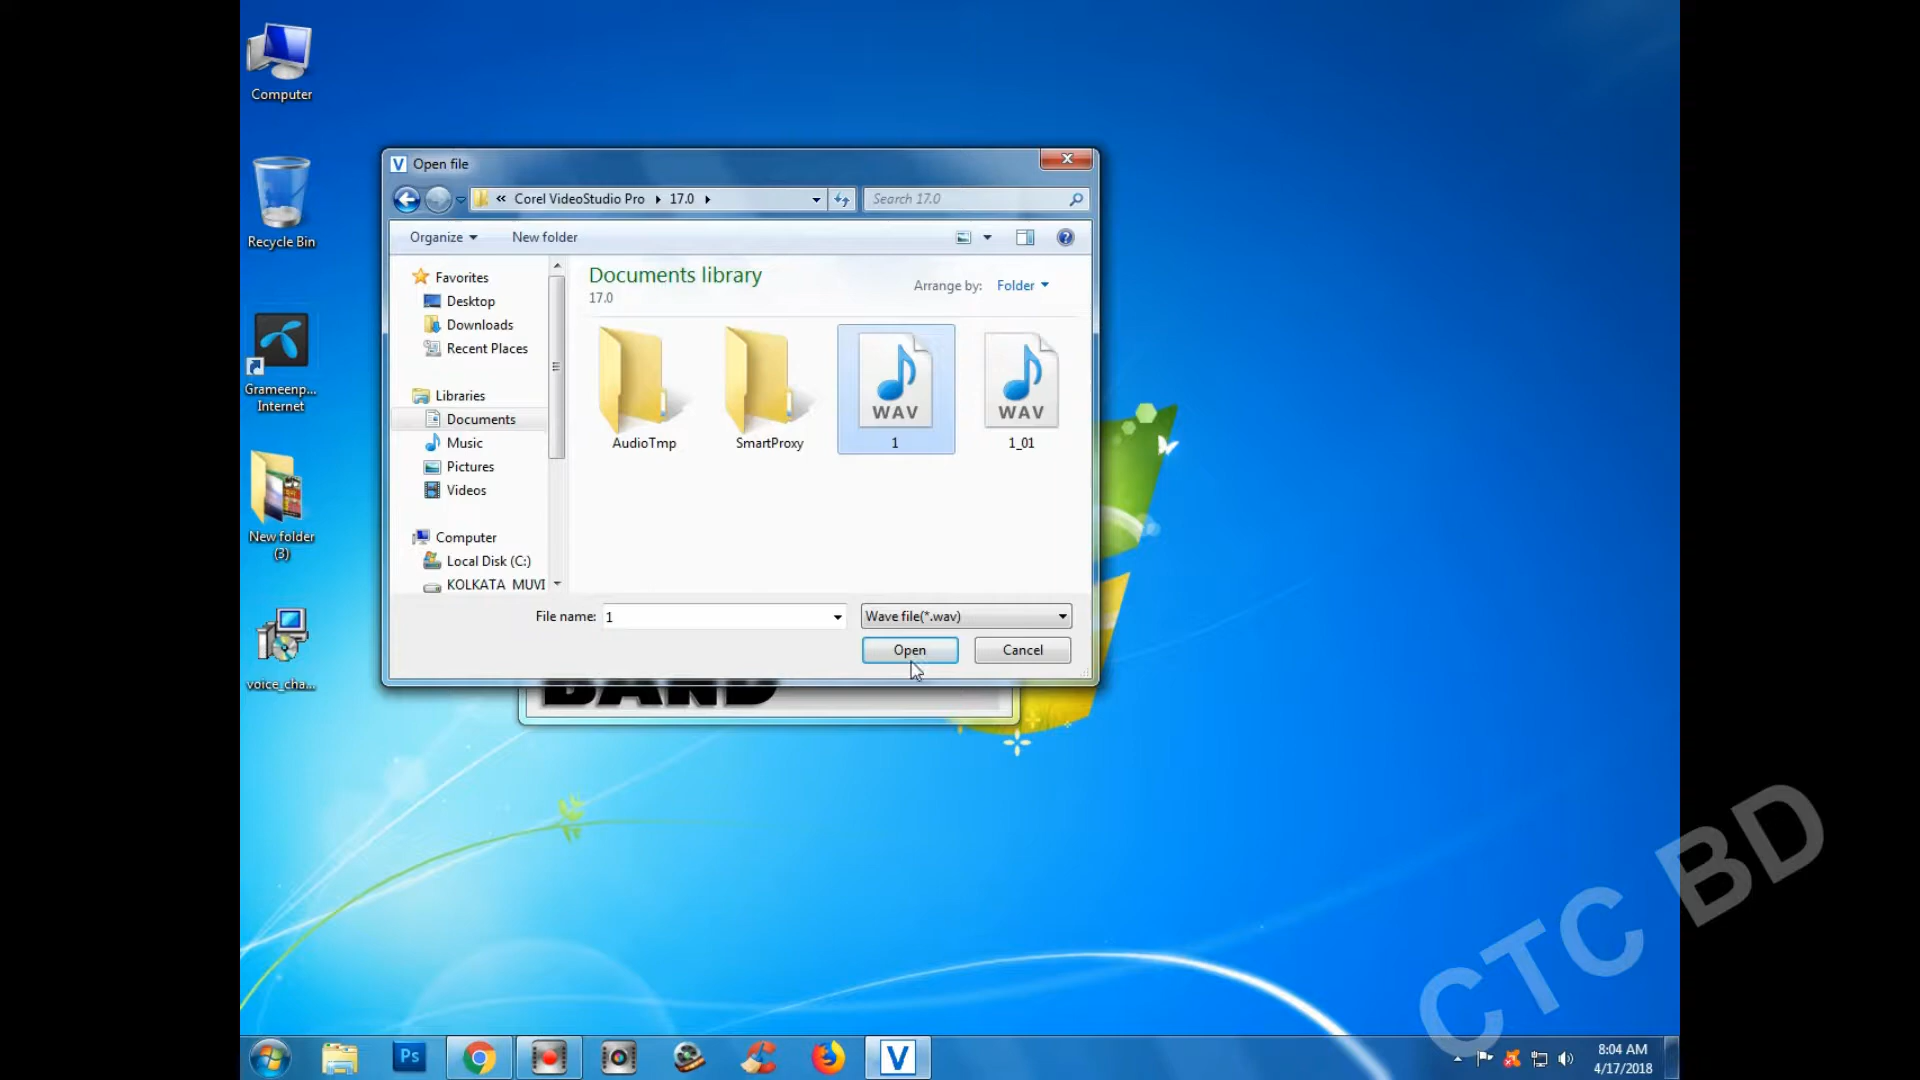 Computer
Recycle Bin
Grameenp...
Internet
New folder
(3)
voice_cha...
V Open file
« Corel VideoStudio Pro 17.0
Search 17.0
Organize
New folder
Favorites
Desktop
Downloads
Recent Places
Libraries
Documents
Music
Pictures
Videos
Computer
Local Disk (C:)
KOLKATA MUVI
Documents library
17.0
Arrange by: Folder
AudioTmp
SmartProxy
WAV
1
WAV
1_01
File name: 1
Wave file(*.wav)
Open
Cancel
BAND
CTC BD
Ps
V
8:04 AM
4/17/2018